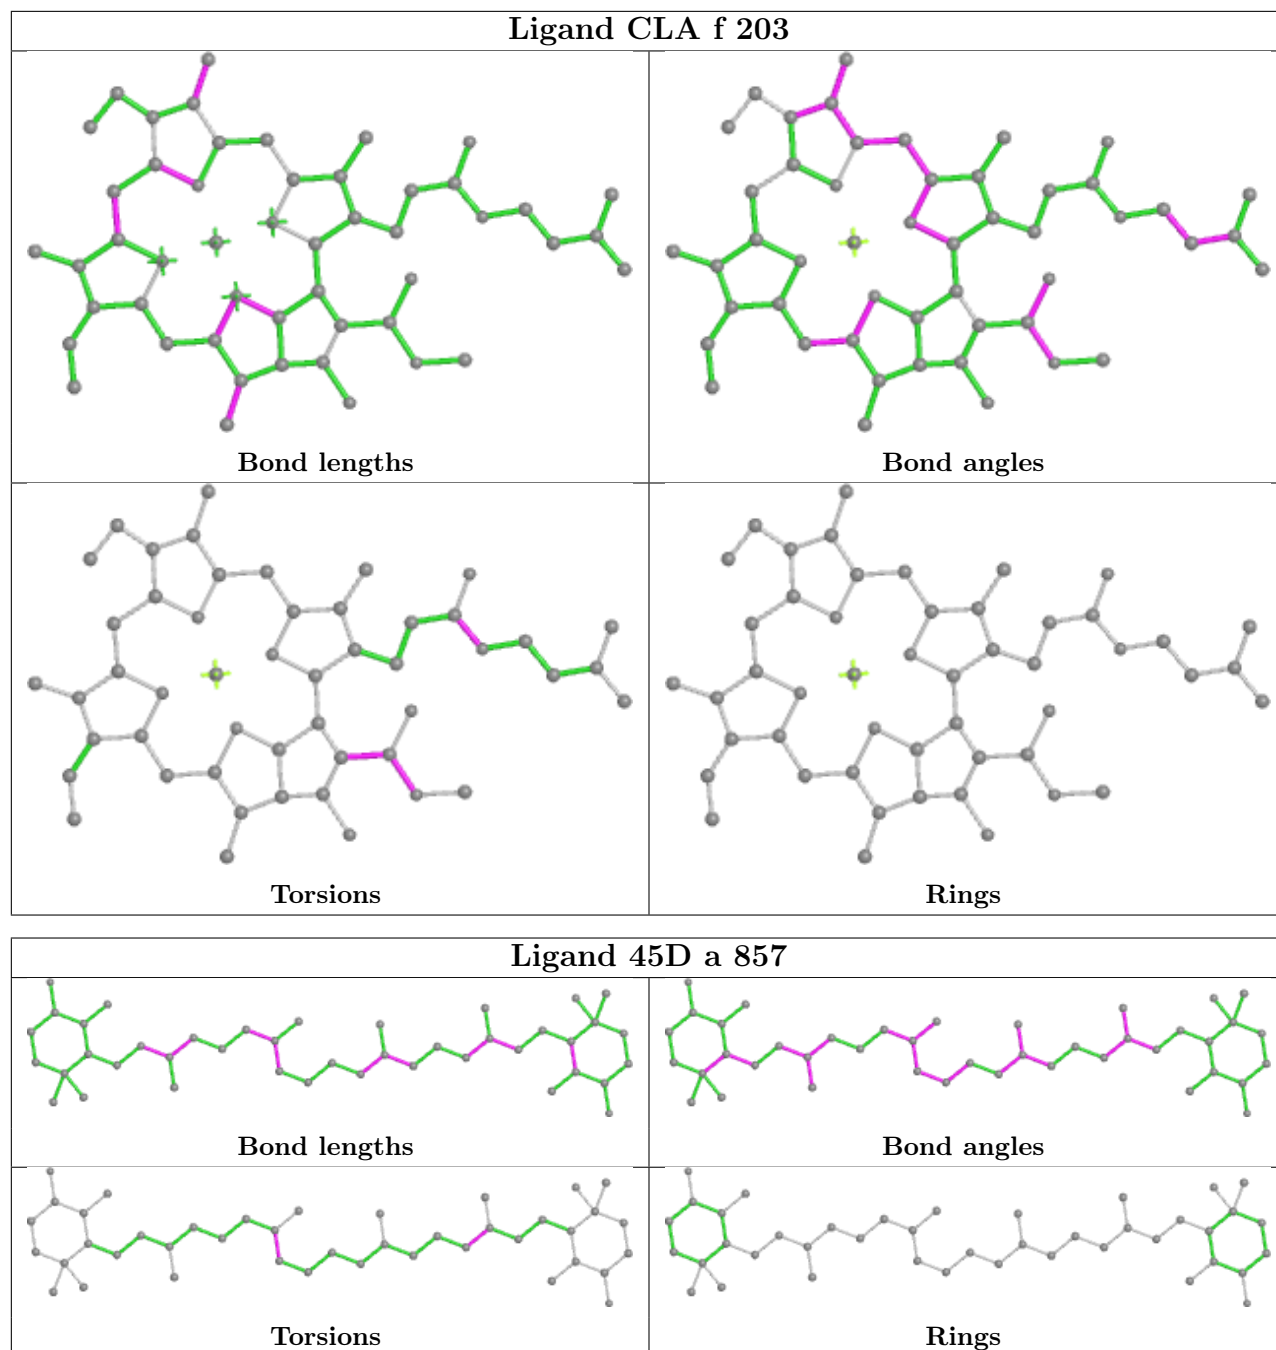 Ligand CLA f 203
Bond lengths
Bond angles
Torsions
Rings
Ligand 45D a 857
Bond lengths
Bond angles
Torsions
Rings